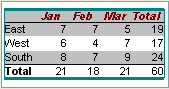 Jan Feb Mar Total
East 7 7 5 19
West 6 4 7 17
South 8 7 9 24
Total 21 18 21 60